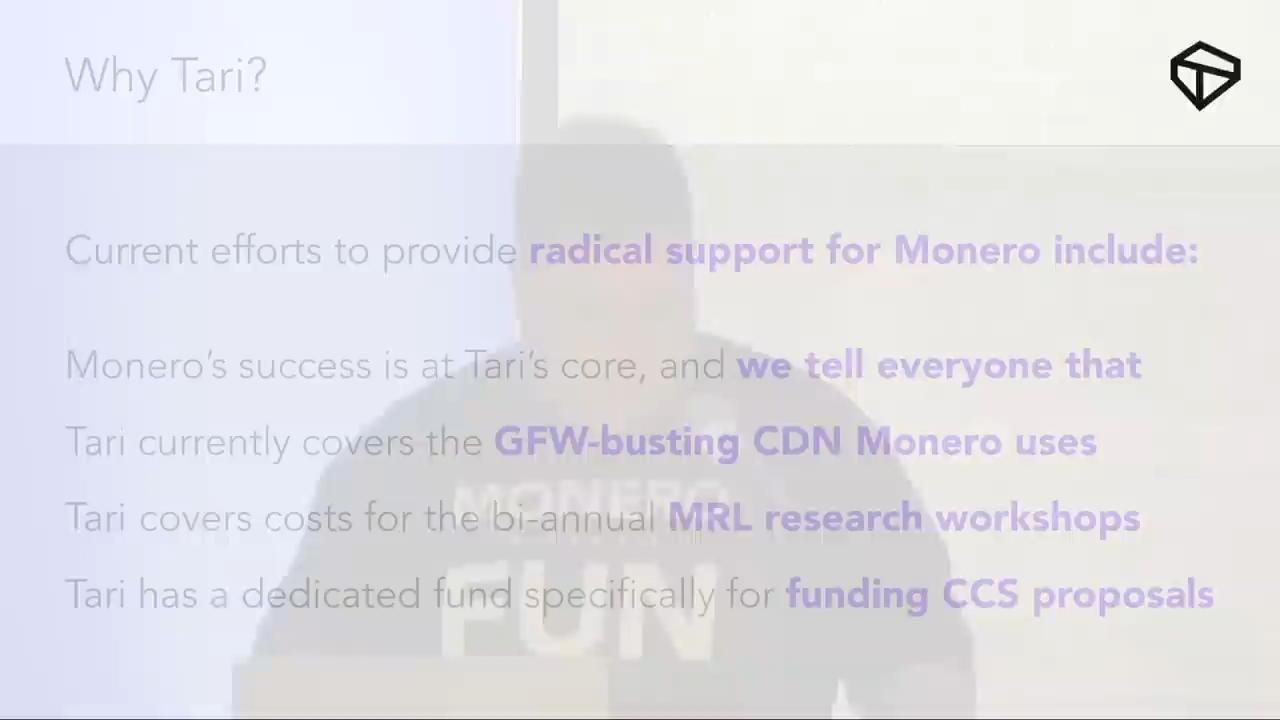 Why Tari?
Current efforts to provide radical support for Monero include:
Monero's success is at Tari's core, and we tell everyone that
Tari currently covers the GFW-busting CDN Monero uses
Tari covers costs for the bi-annual MRL research workshops
Tari has a dedicated fund specifically for funding CCS proposals
MONERO
FUN